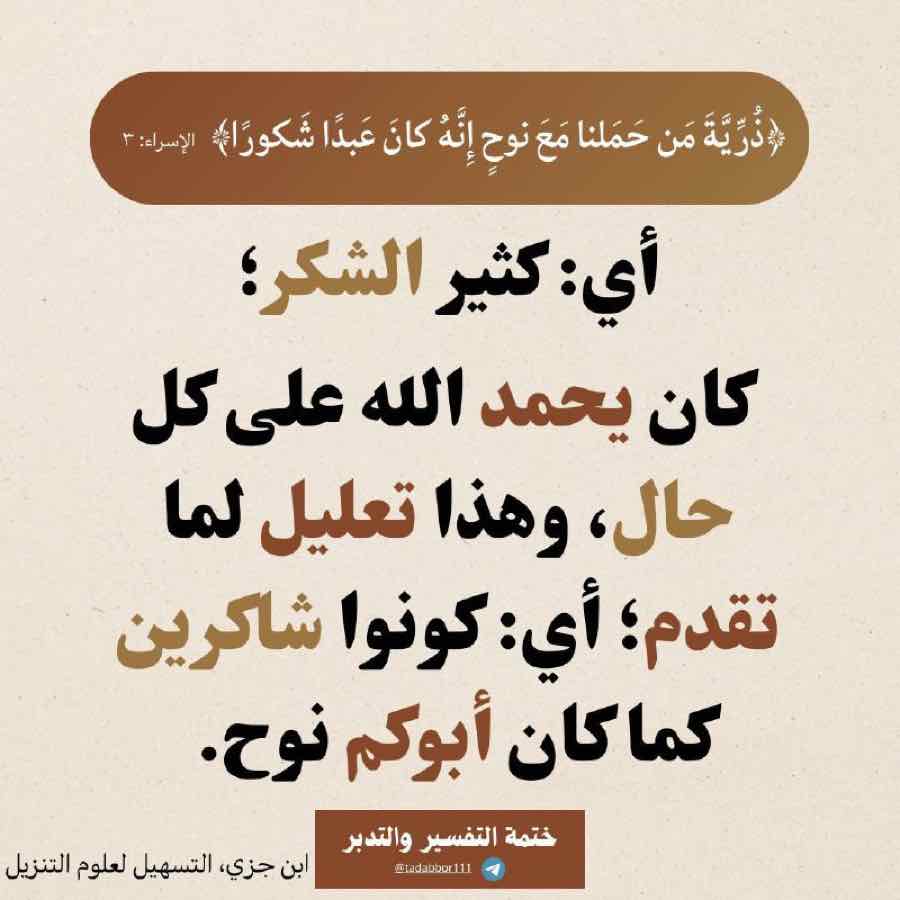 ﴿ذُرِّيَّةَ مَن حَمَلنا مَعَ نوحٍ إِنَّهُ كانَ عَبدًا شَكورًا﴾ الإسراء: ٣
أي: كثير الشكر؛
كان يحمد الله على كل
حال، وهذا تعليل لما
تقدم؛ أي: كونوا شاكرين
كما كان أبوكم نوح.
ختمة التفسير والتدبر
@tadabbor111
ابن جزي، التسهيل لعلوم التنزيل